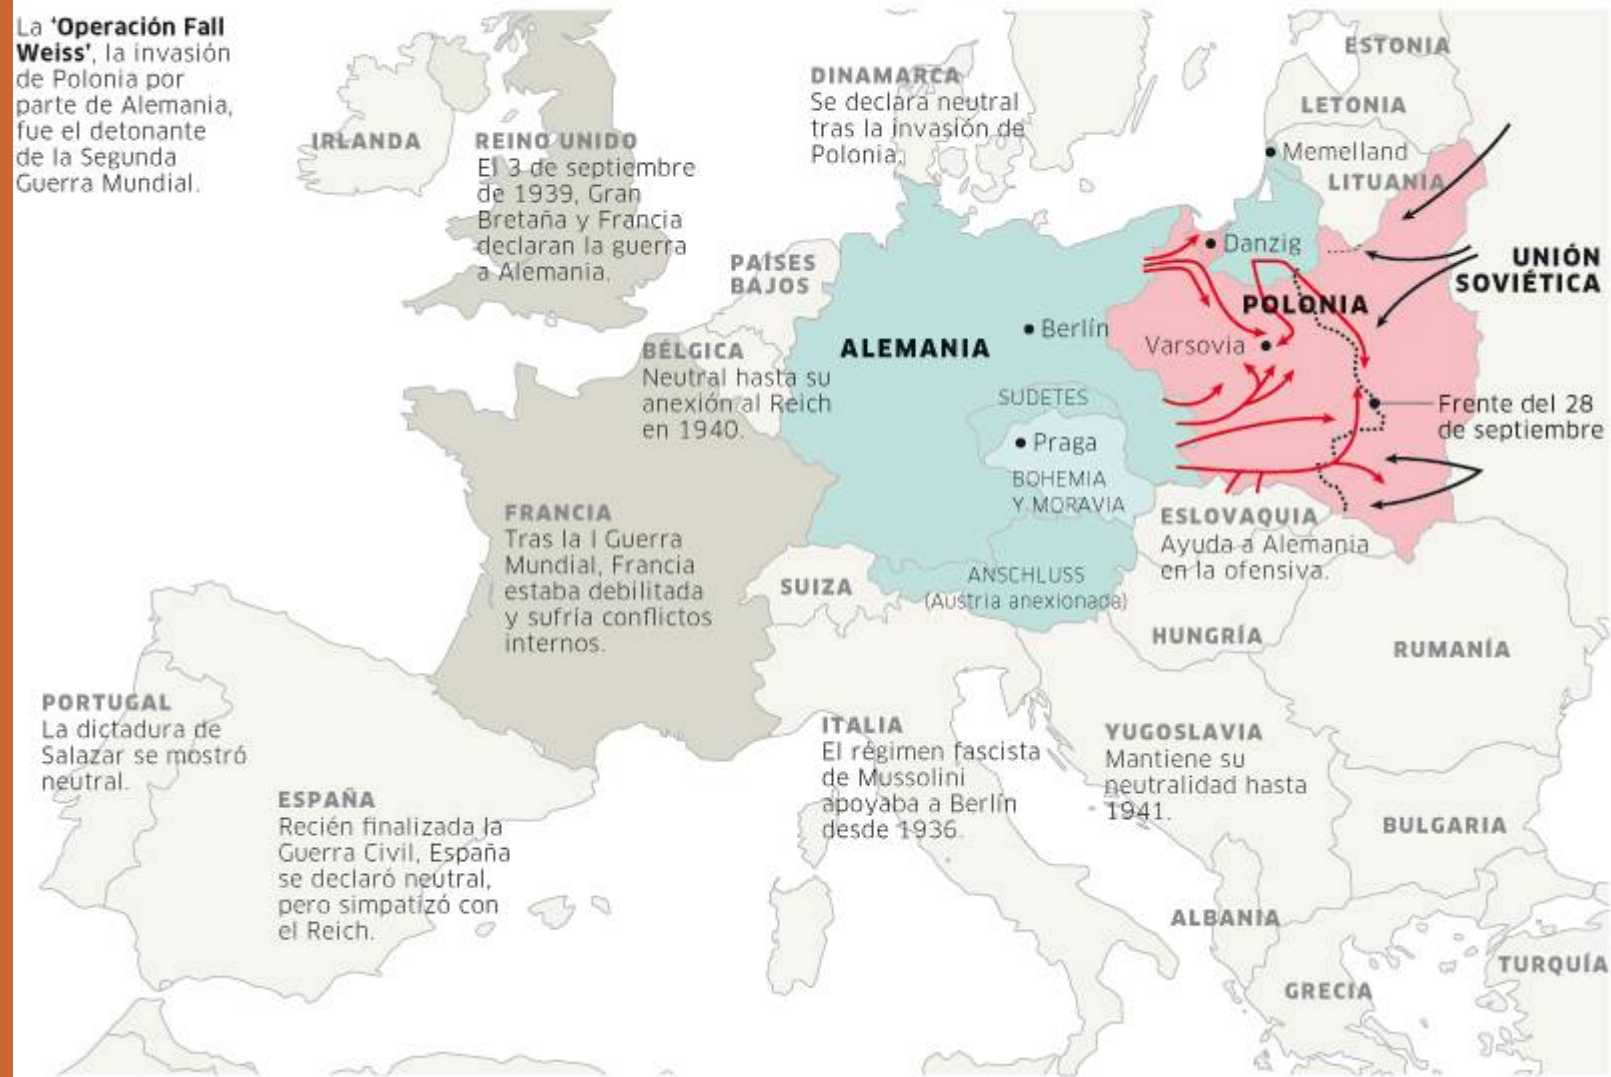 La ‘Operación Fall
Weiss’, la invasión
de Polonia por
parte de Alemania,
fue el detonante
de la Segunda
Guerra Mundial.
IRLANDA
REINO UNIDO
El 3 de septiembre
de 1939, Gran
Bretaña y Francia
declaran la guerra
a Alemania.
DINAMARCA
Se declara neutral
tras la invasión de
Polonia.
ESTONIA
LETONIA
Memelland
LITUANIA
PAÍSES
BAJOS
Danzig
UNIÓN
SOVIÉTICA
POLONIA
Berlín
ALEMANIA
Varsovia
BÉLGICA
Neutral hasta su
anexión al Reich
en 1940.
SUDETES
Praga
BOHEMIA
Y MORAVIA
Frente del 28
de septiembre
FRANCIA
Tras la I Guerra
Mundial, Francia
estaba debilitada
y sufría conflictos
internos.
ESLOVAQUIA
Ayuda a Alemania
en la ofensiva.
SUIZA
ANSCHLUSS
(Austria anexionada)
HUNGRÍA
RUMANÍA
PORTUGAL
La dictadura de
Salazar se mostró
neutral.
ITALIA
El régimen fascista
de Mussolini
apoyaba a Berlín
desde 1936.
YUGOSLAVIA
Mantiene su
neutralidad hasta
1941.
ESPAÑA
Recién finalizada la
Guerra Civil, España
se declaró neutral,
pero simpatizó con
el Reich.
BULGARIA
ALBANIA
GRECIA
TURQUÍA